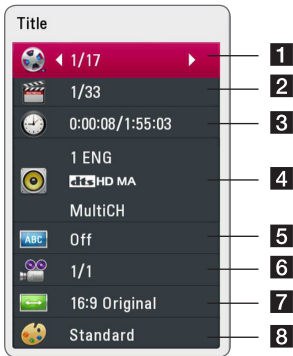 Title
1/17 1
1/33 2
0:00:08/1:55:03 3
1 ENG
dts HD MA 4
MultiCH
ABC Off 5
1/1 6
16:9 Original 7
Standard 8